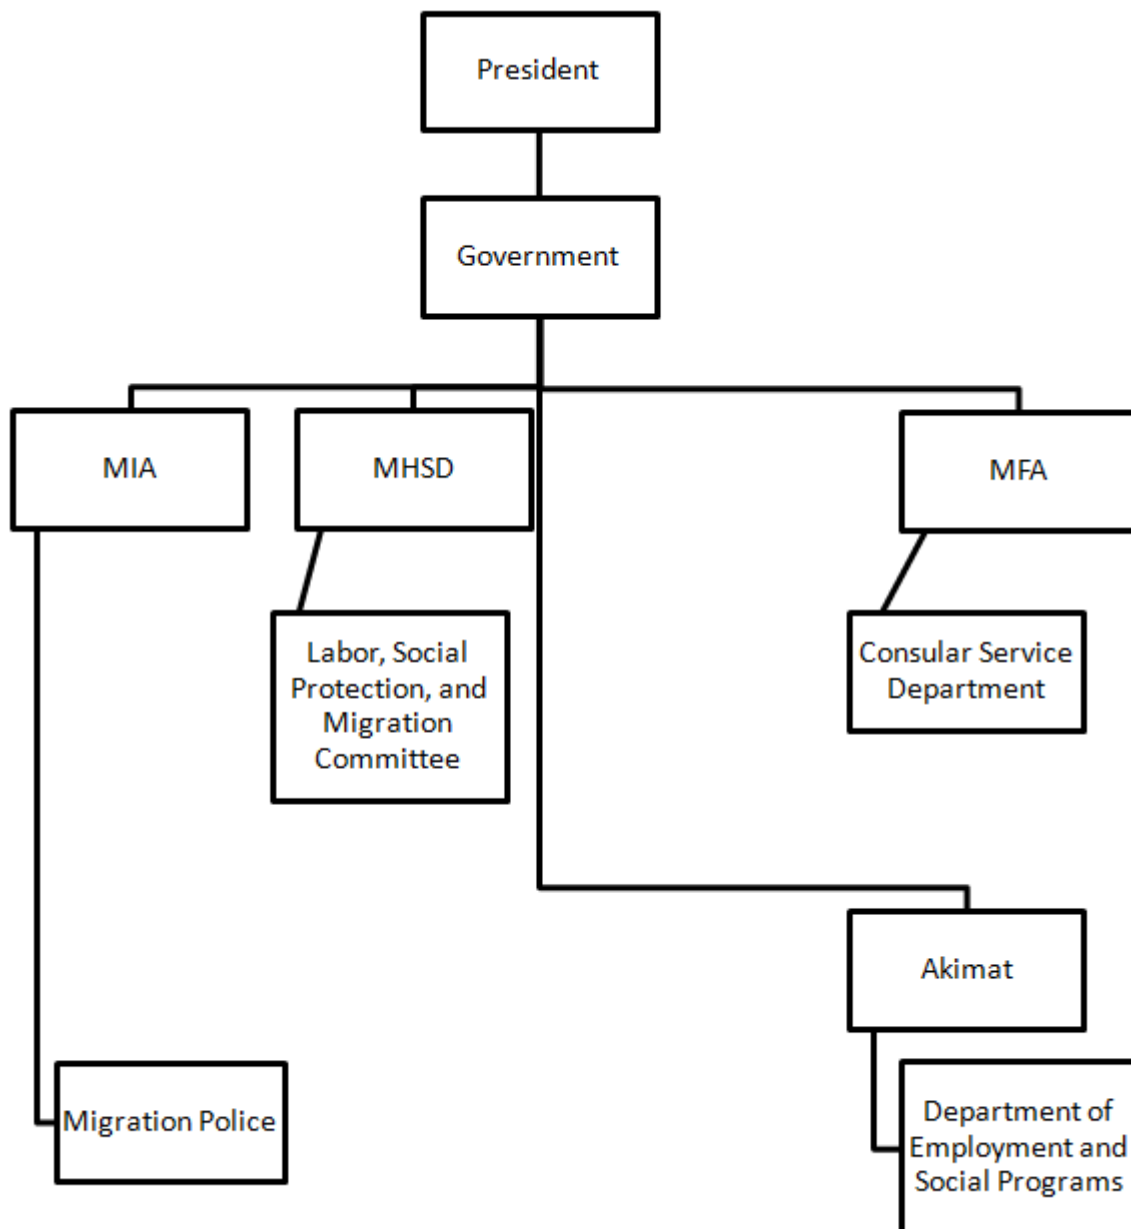 President
Government
MIA
MHSD
MFA
Labor, Social
Protection, and
Migration
Committee
Consular Service
Department
Akimat
Migration Police
Department of
Employment and
Social Programs